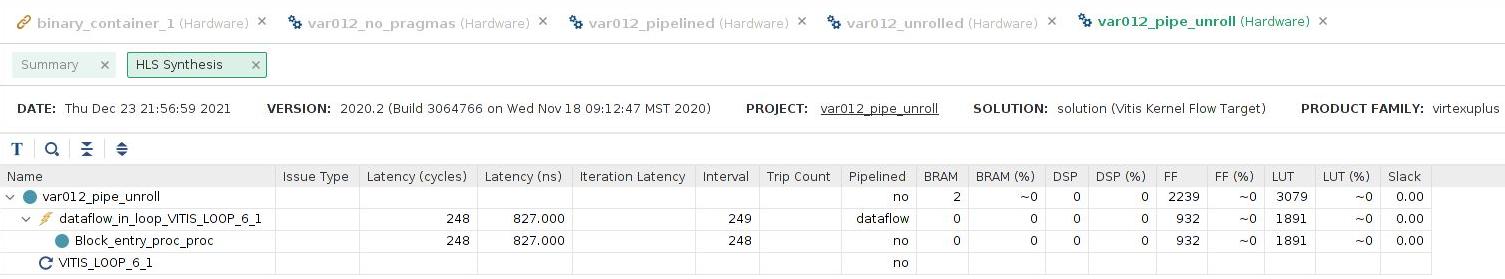 binary_container_1 (Hardware) × var012_no_pragmas (Hardware) × var012_pipelined (Hardware) × var012_unrolled (Hardware) × var012_pipe_unroll (Hardware) ×
Summary × HLS Synthesis ×
DATE: Thu Dec 23 21:56:59 2021 VERSION: 2020.2 (Build 3064766 on Wed Nov 18 09:12:47 MST 2020) PROJECT: var012_pipe_unroll SOLUTION: solution (Vitis Kernel Flow Target) PRODUCT FAMILY: virtexuplus
T
Name Issue Type Latency (cycles) Latency (ns) Iteration Latency Interval Trip Count Pipelined BRAM BRAM (%) DSP DSP (%) FF FF (%) LUT LUT (%) Slack
var012_pipe_unroll no 2 ~0 0 0 2239 ~0 3079 ~0 0.00
dataflow_in_loop_VITIS_LOOP_6_1 248 827.000 249 dataflow 0 0 0 0 932 ~0 1891 ~0 0.00
Block_entry_proc_proc 248 827.000 248 no 0 0 0 0 932 ~0 1891 ~0 0.00
VITIS_LOOP_6_1 no